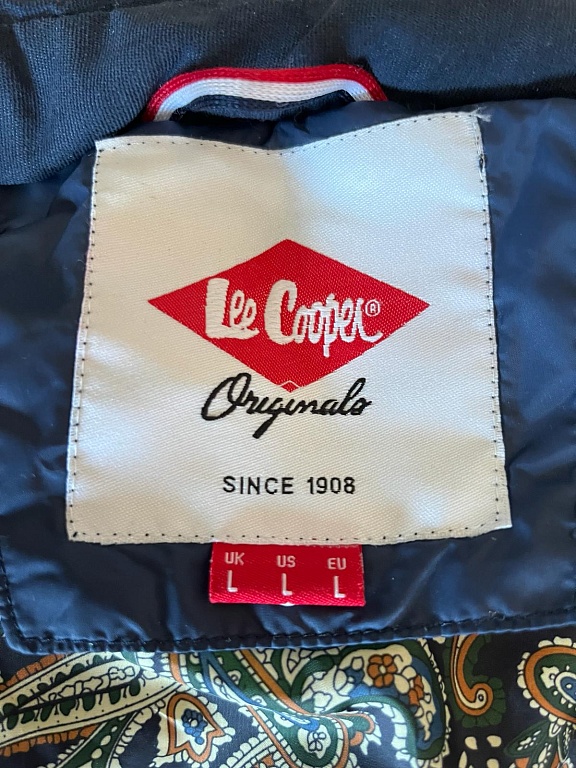 Lee Cooper®
Originals
SINCE 1908
UK US EU
L L L